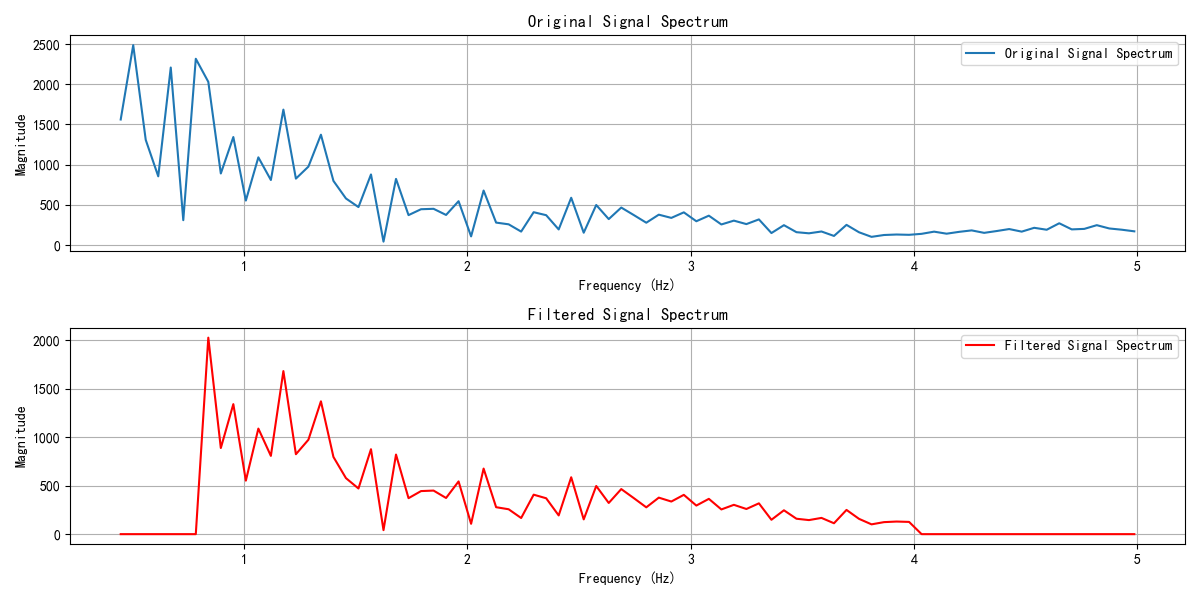 Original Signal Spectrum
Original Signal Spectrum
2500
2000
1500
1000
500
0
Magnitude
1 2 3 4 5
Frequency (Hz)
Filtered Signal Spectrum
Filtered Signal Spectrum
2000
1500
1000
500
0
Magnitude
1 2 3 4 5
Frequency (Hz)